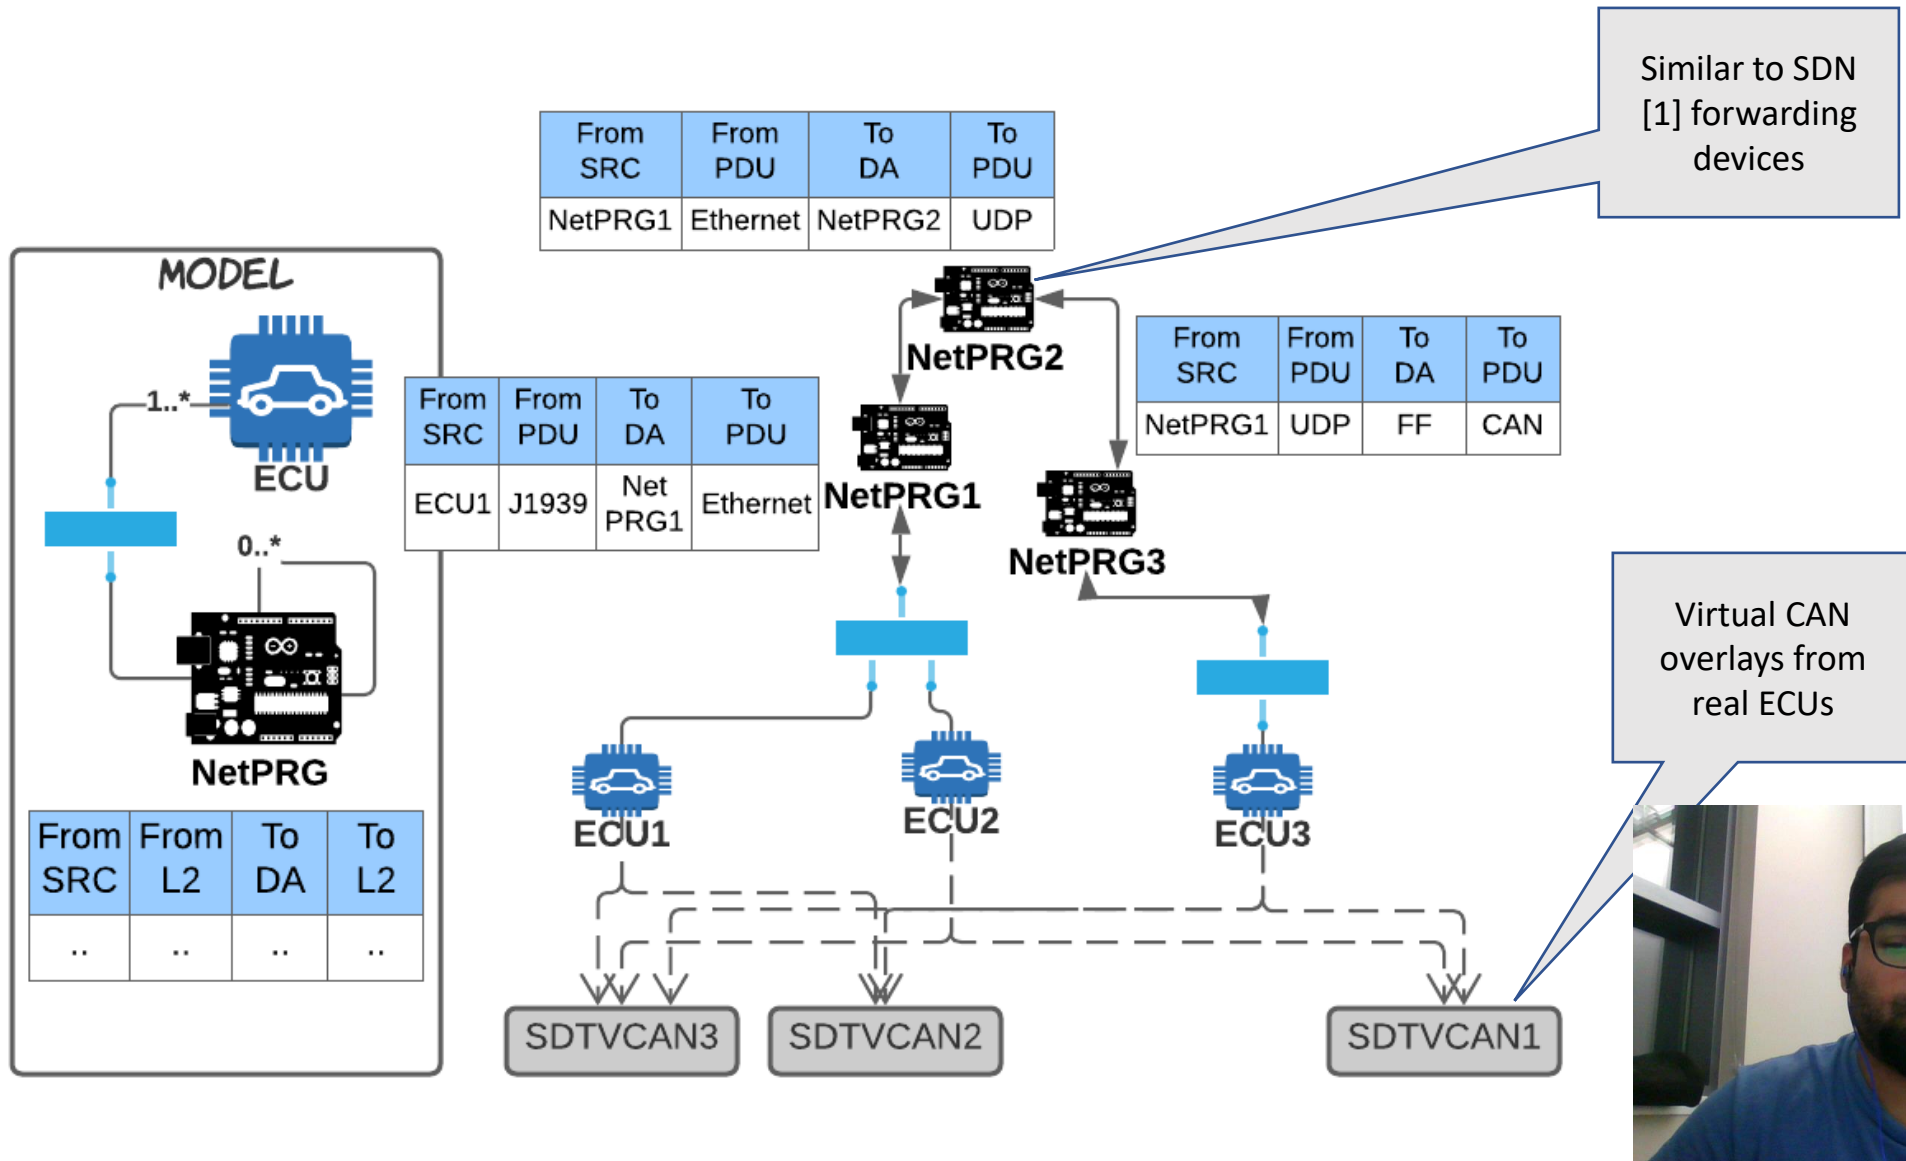 Similar to SDN
[1] forwarding
devices
From SRC From PDU To DA To PDU
NetPRG1 Ethernet NetPRG2 UDP
MODEL
1..*
ECU
0..*
NetPRG
From SRC From L2 To DA To L2
.. .. .. ..
NetPRG2
From SRC From PDU To DA To PDU
NetPRG1 UDP FF CAN
From SRC From PDU To DA To PDU
ECU1 J1939 Net PRG1 Ethernet
NetPRG1
NetPRG3
Virtual CAN
overlays from
real ECUs
ECU1
ECU2
ECU3
SDTVCAN3
SDTVCAN2
SDTVCAN1